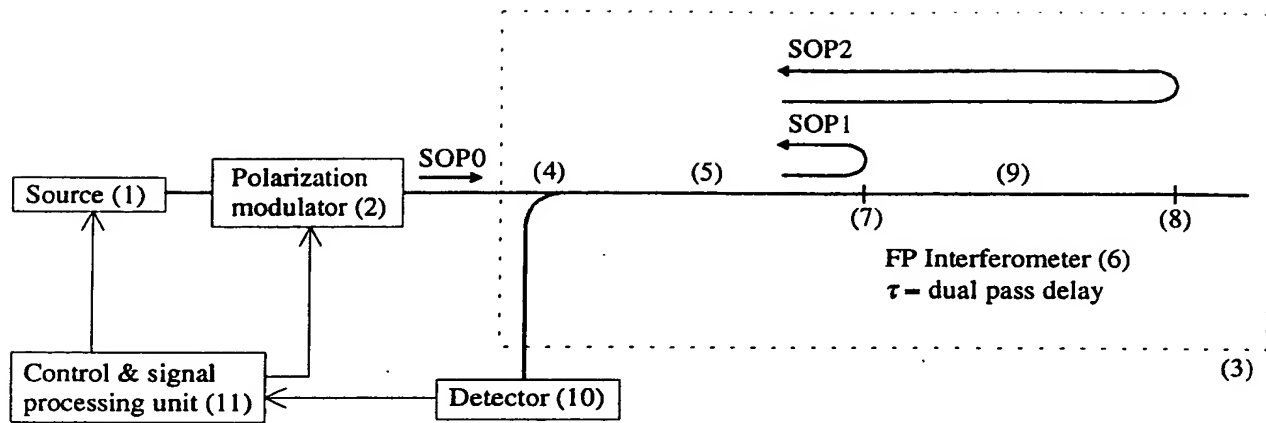 SOP2
SOP1
SOP0
(4)
(5)
(9)
Source (1)
Polarization
modulator (2)
(7)
(8)
FP Interferometer (6)
τ = dual pass delay
Control & signal
processing unit (11)
Detector (10)
(3)